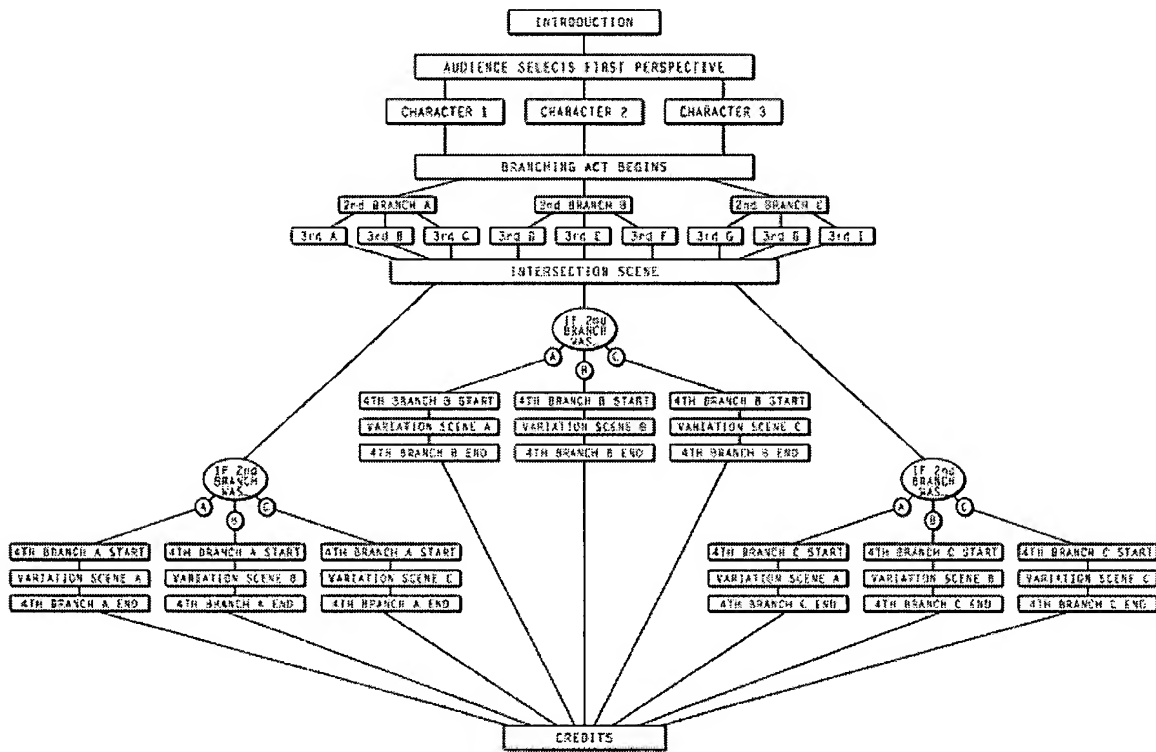 INTRODUCTION
AUDIENCE SELECTS FIRST PERSPECTIVE
CHARACTER 1 CHARACTER 2 CHARACTER 3
BRANCHING ACT BEGINS
2nd BRANCH A 2nd BRANCH B 2nd BRANCH
3rd A 3rd B 3rd C 3rd 3rd E 3rd F 3rd G 3rd 3rd I
INTERSECTION SCENE
IF 2nd
BRANCH
WAS…
A B C
4TH BRANCH B START 4TH BRANCH B START 4TH BRANCH B START
VARIATION SCENE A VARIATION SCENE B VARIATION SCENE C
4TH BRANCH B END 4TH BRANCH B END 4TH BRANCH B END
IF 2nd
BRANCH
WAS…
A B C
4TH BRANCH A START 4TH BRANCH A START 4TH BRANCH A START
VARIATION SCENE A VARIATION SCENE B VARIATION SCENE C
4TH BRANCH A END 4TH BRANCH A END 4TH BRANCH A END
IF 2nd
BRANCH
WAS…
A B C
4TH BRANCH C START 4TH BRANCH C START 4TH BRANCH C START
VARIATION SCENE A VARIATION SCENE B VARIATION SCENE C
4TH BRANCH C END 4TH BRANCH C END 4TH BRANCH C END
CREDITS